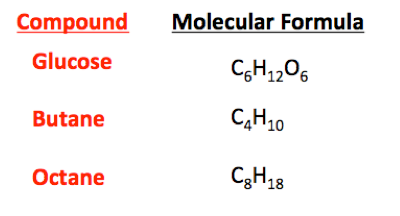 Compound Molecular Formula
Glucose C₆H₁₂O₆
Butane C₄H₁₀
Octane C₈H₁₈